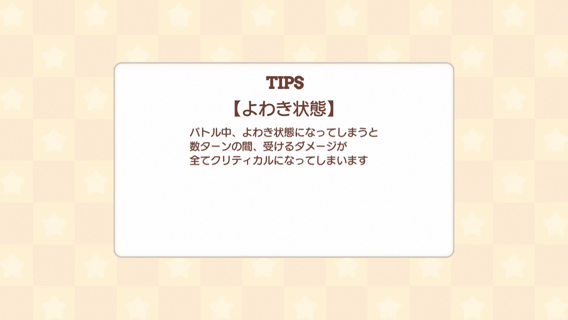 TIPS
【よわき状態】
バトル中、よわき状態になってしまうと
数ターンの間、受けるダメージが
全てクリティカルになってしまいます